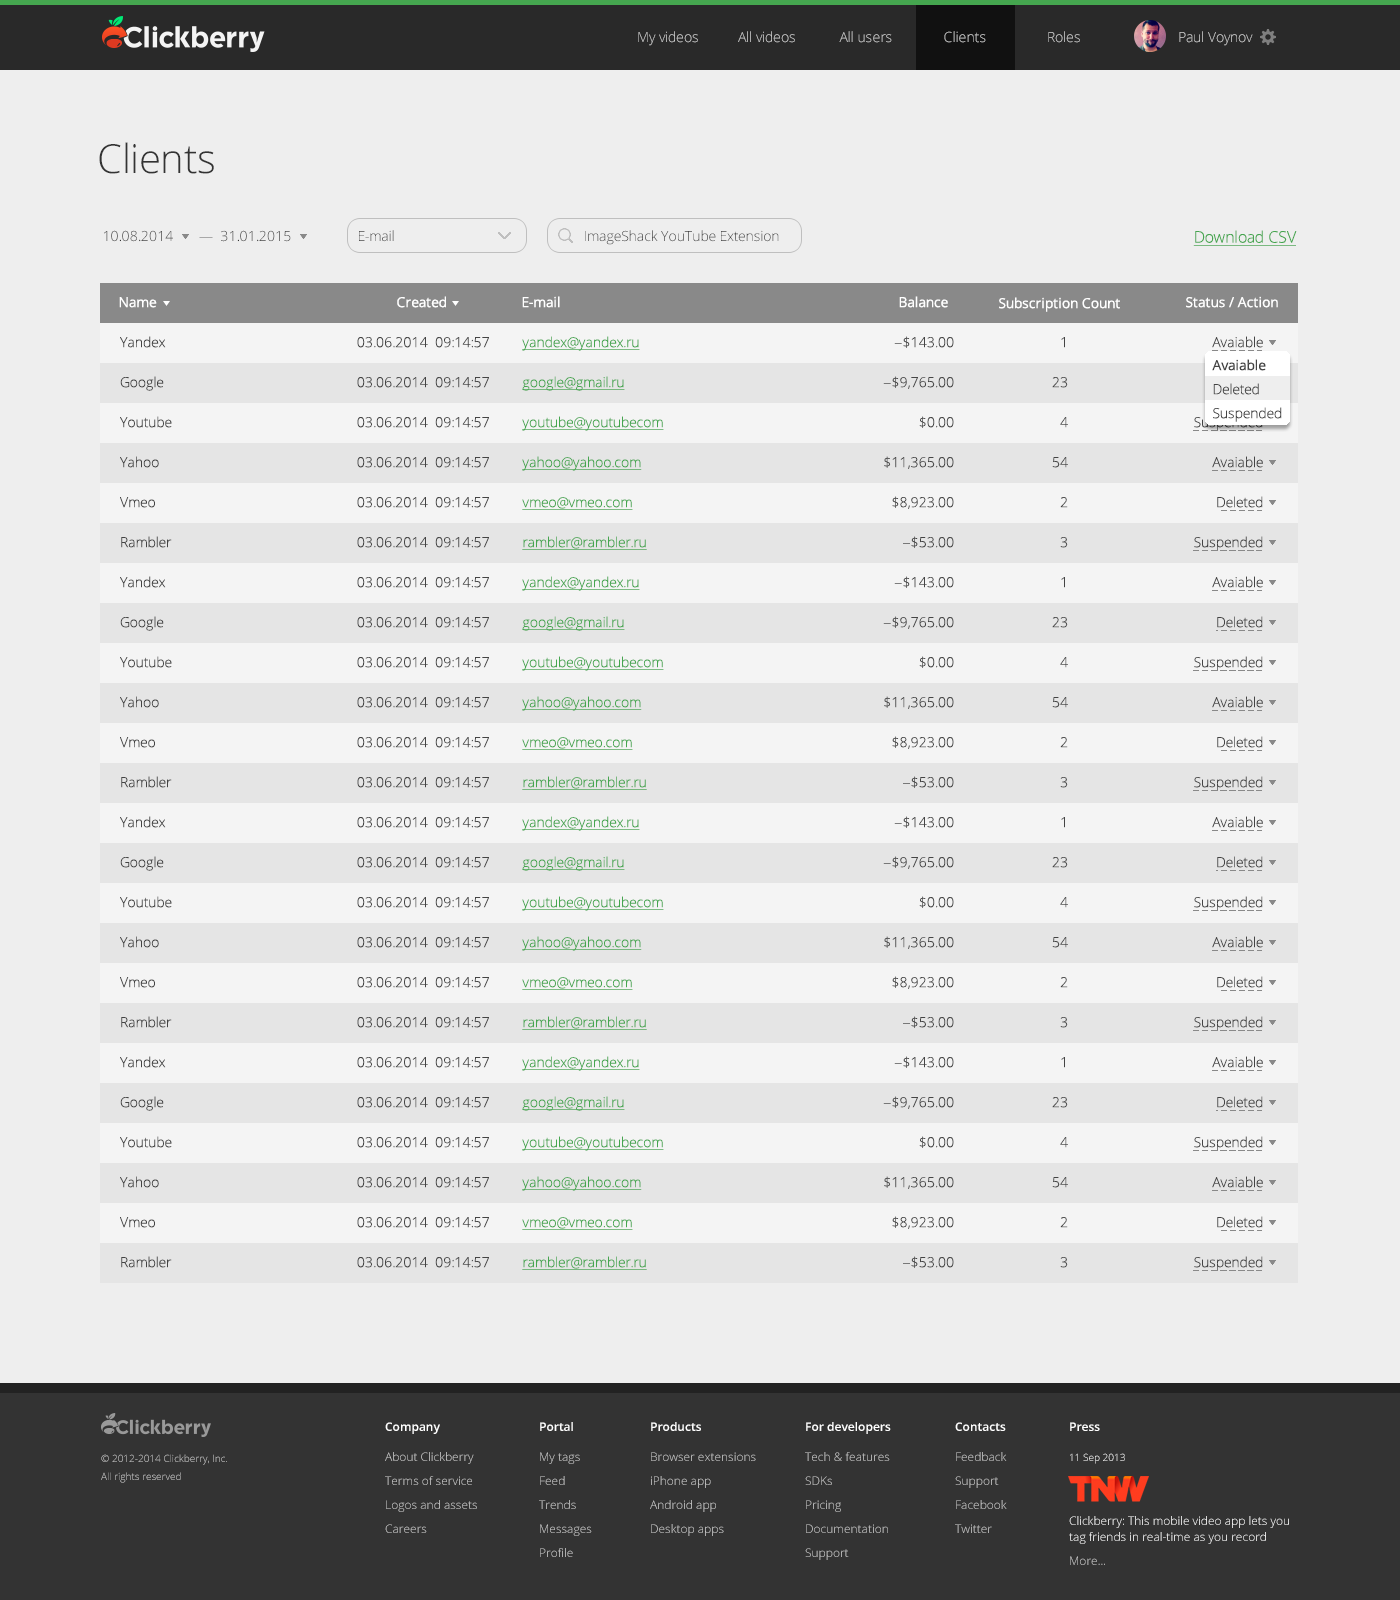 Clickberry
My videos All videos All users Clients Roles Paul Voynov
Clients
10.08.2014 — 31.01.2015 E-mail ImageShack YouTube Extension Download CSV
Name Created E-mail Balance Subscription Count Status / Action
Yandex 03.06.2014 09:14:57 yandex@yandex.ru –$143.00 1 Avaiable
Avaiable
Google 03.06.2014 09:14:57 google@gmail.ru –$9,765.00 23
Deleted
Suspended
Youtube 03.06.2014 09:14:57 youtube@youtubecom $0.00 4 Suspended
Yahoo 03.06.2014 09:14:57 yahoo@yahoo.com $11,365.00 54 Avaiable
Vmeo 03.06.2014 09:14:57 vmeo@vmeo.com $8,923.00 2 Deleted
Rambler 03.06.2014 09:14:57 rambler@rambler.ru –$53.00 3 Suspended
Yandex 03.06.2014 09:14:57 yandex@yandex.ru –$143.00 1 Avaiable
Google 03.06.2014 09:14:57 google@gmail.ru –$9,765.00 23 Deleted
Youtube 03.06.2014 09:14:57 youtube@youtubecom $0.00 4 Suspended
Yahoo 03.06.2014 09:14:57 yahoo@yahoo.com $11,365.00 54 Avaiable
Vmeo 03.06.2014 09:14:57 vmeo@vmeo.com $8,923.00 2 Deleted
Rambler 03.06.2014 09:14:57 rambler@rambler.ru –$53.00 3 Suspended
Yandex 03.06.2014 09:14:57 yandex@yandex.ru –$143.00 1 Avaiable
Google 03.06.2014 09:14:57 google@gmail.ru –$9,765.00 23 Deleted
Youtube 03.06.2014 09:14:57 youtube@youtubecom $0.00 4 Suspended
Yahoo 03.06.2014 09:14:57 yahoo@yahoo.com $11,365.00 54 Avaiable
Vmeo 03.06.2014 09:14:57 vmeo@vmeo.com $8,923.00 2 Deleted
Rambler 03.06.2014 09:14:57 rambler@rambler.ru –$53.00 3 Suspended
Yandex 03.06.2014 09:14:57 yandex@yandex.ru –$143.00 1 Avaiable
Google 03.06.2014 09:14:57 google@gmail.ru –$9,765.00 23 Deleted
Youtube 03.06.2014 09:14:57 youtube@youtubecom $0.00 4 Suspended
Yahoo 03.06.2014 09:14:57 yahoo@yahoo.com $11,365.00 54 Avaiable
Vmeo 03.06.2014 09:14:57 vmeo@vmeo.com $8,923.00 2 Deleted
Rambler 03.06.2014 09:14:57 rambler@rambler.ru –$53.00 3 Suspended
Clickberry
© 2012-2014 Clickberry, Inc.
All rights reserved
Company
About Clickberry
Terms of service
Logos and assets
Careers
Portal
My tags
Feed
Trends
Messages
Profile
Products
Browser extensions
iPhone app
Android app
Desktop apps
For developers
Tech & features
SDKs
Pricing
Documentation
Support
Contacts
Feedback
Support
Facebook
Twitter
Press
11 Sep 2013
TNW
Clickberry: This mobile video app lets you
tag friends in real-time as you record
More...